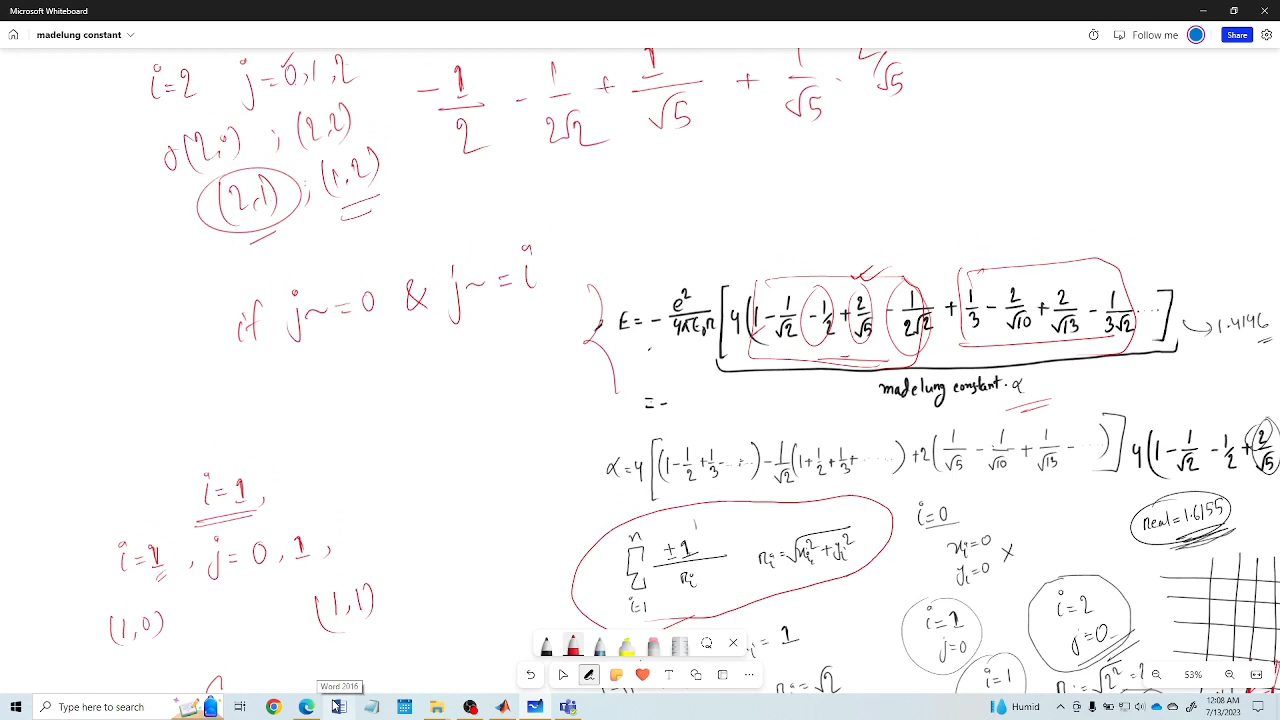 Microsoft Whiteboard
madelung constant
Follow me
Share
i=2 j=0,1,2
(2,2)
(2,1) ; (1,2)
-1/2 - 1/2√2 + 1/√5 + 1/√5 . 2/√5
if j~=0 & j~=i
E = - e²/4πε₀r [4(1 - 1/√2 - 1/2 + 2/√5 - 1/2√2 + 1/3 - 2/√10 + 2/√13 - 1/3√2 ....]
1.4146
madelung constant. α
= -
α=4[(1-1/2+1/3-.....)-1/√2(1+1/2+1/3+......)+2(1/√5-1/√10+1/√13-....)]
4(1-1/√2-1/2+2/√5
real=1.6155
n
Σ ±1/ri
i=1
ri=√xi²+yi²
i=0
xi=0
yi=0 ×
i=1
j=0
i=2
j=0
i=1
i=1,
i=1, j=0,1,
(1,0) (1,1)
= 1
ri=√2
53%
Word 2016
Type here to search
Humid
12:08 AM
7/13/2023